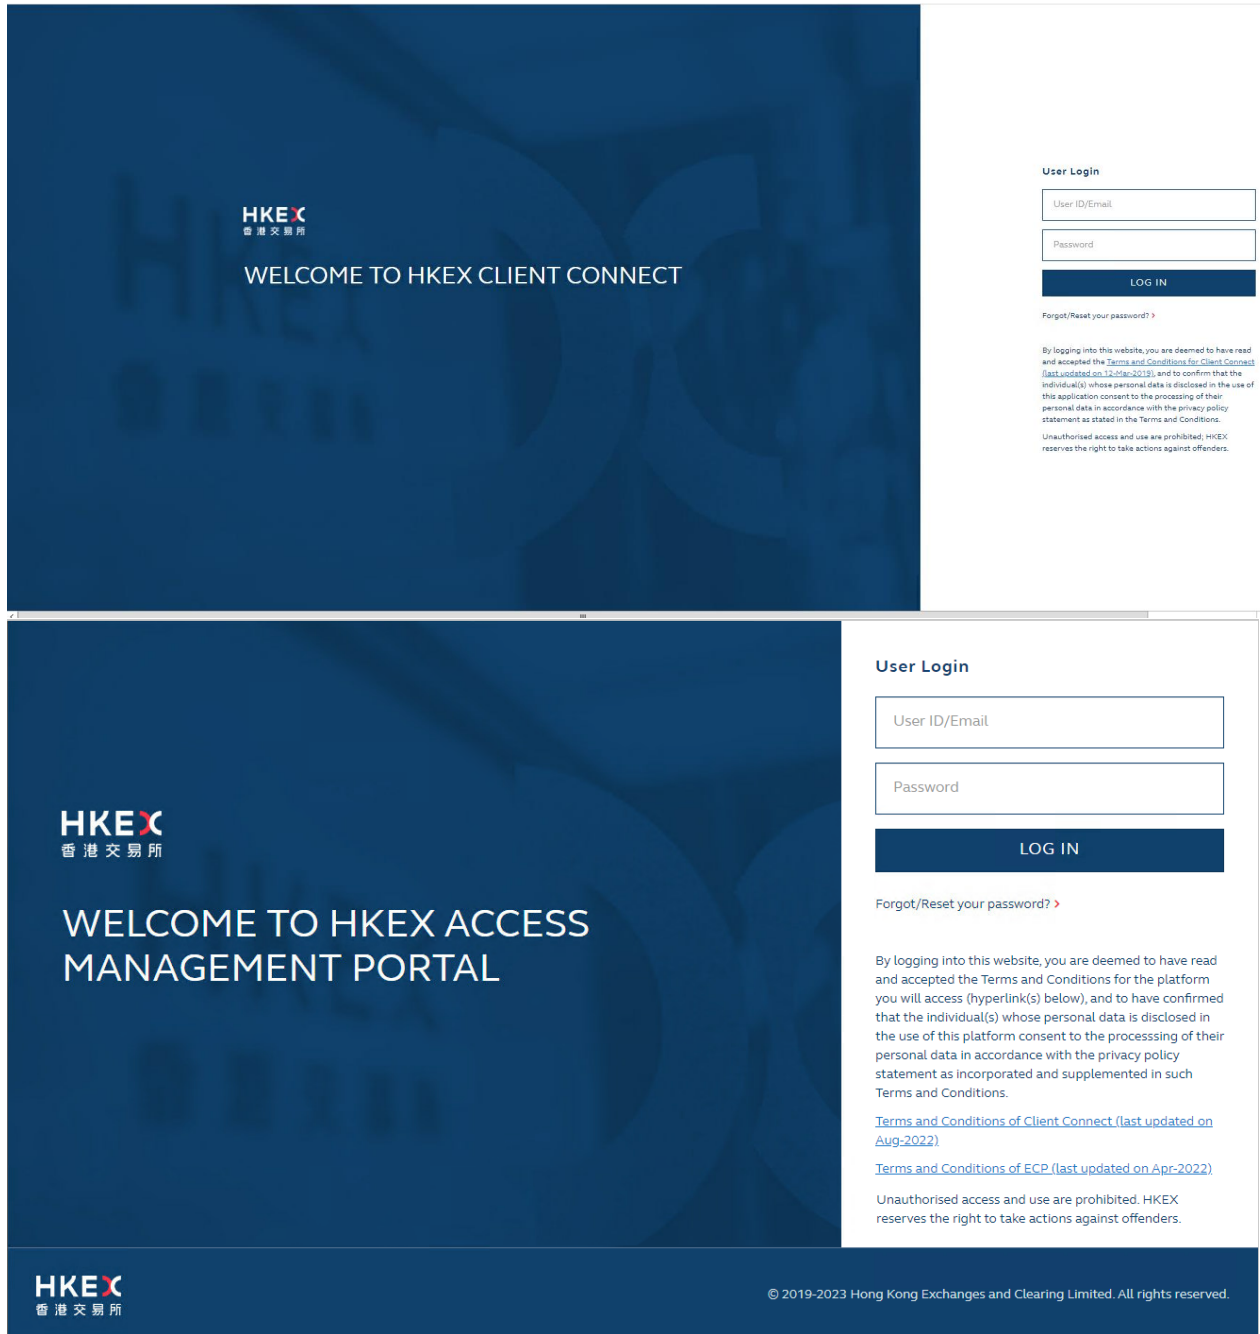 HKEX
香港交易所
WELCOME TO HKEX CLIENT CONNECT
User Login
User ID/Email
Password
LOG IN
Forgot/Reset your password? >
By logging into this website, you are deemed to have read
and accepted the Terms and Conditions for Client Connect
(last updated on 12-Mar-2019), and to confirm that the
individual(s) whose personal data is disclosed in the use of
this application consent to the processing of their
personal data in accordance with the privacy policy
statement as stated in the Terms and Conditions.
Unauthorised access and use are prohibited; HKEX
reserves the right to take actions against offenders.
HKEX
香港交易所
WELCOME TO HKEX ACCESS
MANAGEMENT PORTAL
User Login
User ID/Email
Password
LOG IN
Forgot/Reset your password? >
By logging into this website, you are deemed to have read
and accepted the Terms and Conditions for the platform
you will access (hyperlink(s) below), and to have confirmed
that the individual(s) whose personal data is disclosed in
the use of this platform consent to the processsing of their
personal data in accordance with the privacy policy
statement as incorporated and supplemented in such
Terms and Conditions.
Terms and Conditions of Client Connect (last updated on
Aug-2022)
Terms and Conditions of ECP (last updated on Apr-2022)
Unauthorised access and use are prohibited. HKEX
reserves the right to take actions against offenders.
HKEX
香港交易所
© 2019-2023 Hong Kong Exchanges and Clearing Limited. All rights reserved.